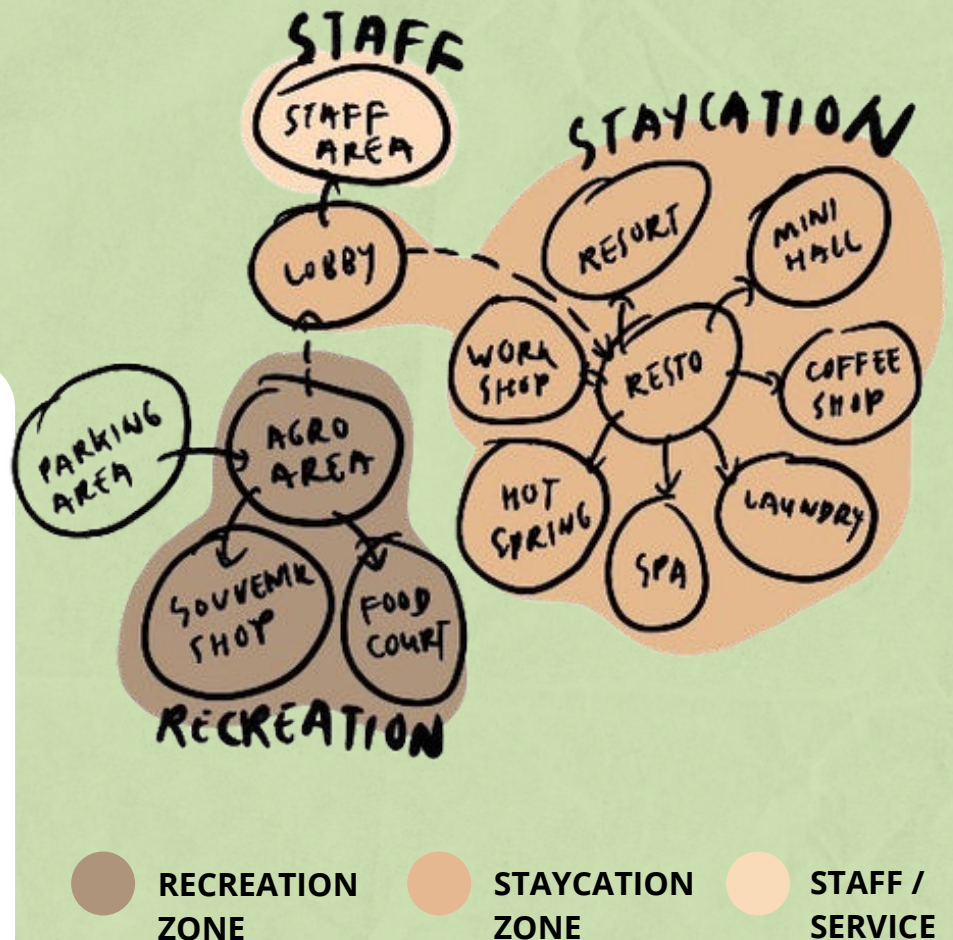 STAFF
STAFF
AREA
LOBBY
STAYCATION
RESORT
MINI
HALL
WORK
SHOP
RESTO
COFFEE
SHOP
PARKING
AREA
AGRO
AREA
HOT
SPRING
SPA
LAUNDRY
SOUVENIR
SHOP
FOOD
COURT
RECREATION
RECREATION
ZONE
STAYCATION
ZONE
STAFF /
SERVICE